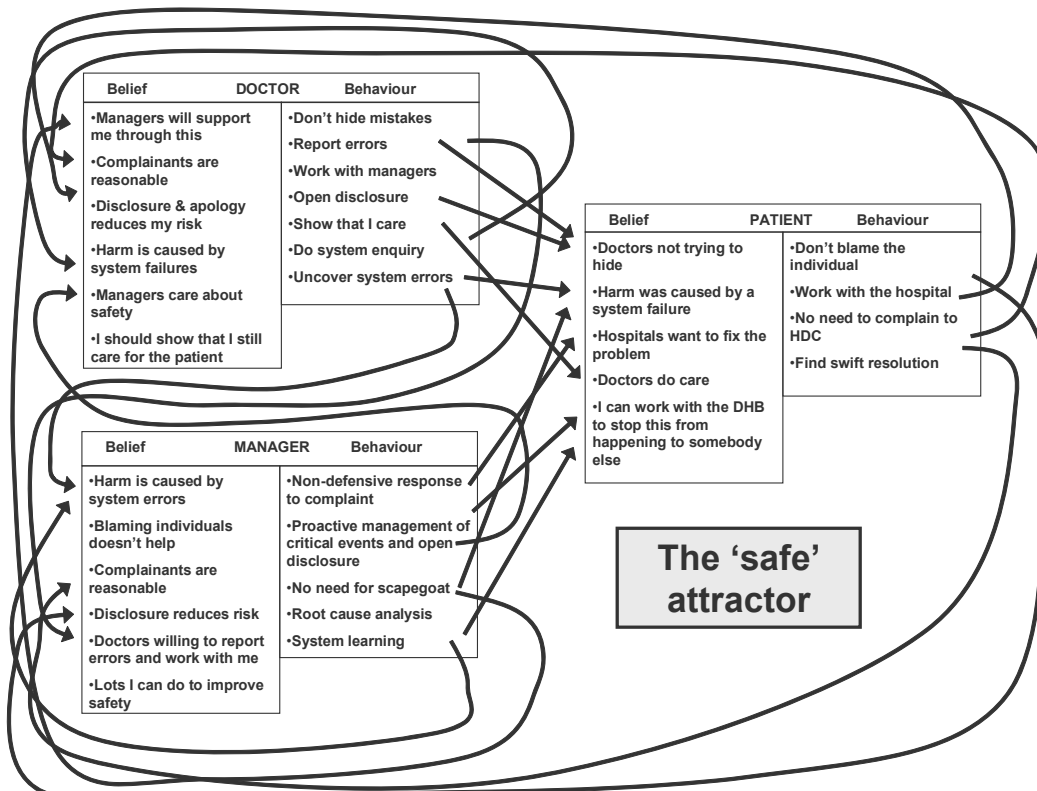 Belief DOCTOR Behaviour
•Managers will support
me through this
•Complainants are
reasonable
•Disclosure & apology
reduces my risk
•Harm is caused by
system failures
•Managers care about
safety
•I should show that I still
care for the patient
•Don’t hide mistakes
•Report errors
•Work with managers
•Open disclosure
•Show that I care
•Do system enquiry
•Uncover system errors
Belief PATIENT Behaviour
•Doctors not trying to
hide
•Harm was caused by a
system failure
•Hospitals want to fix the
problem
•Doctors do care
•I can work with the DHB
to stop this from
happening to somebody
else
•Don’t blame the
individual
•Work with the hospital
•No need to complain to
HDC
•Find swift resolution
Belief MANAGER Behaviour
•Harm is caused by
system errors
•Blaming individuals
doesn’t help
•Complainants are
reasonable
•Disclosure reduces risk
•Doctors willing to report
errors and work with me
•Lots I can do to improve
safety
•Non-defensive response
to complaint
•Proactive management of
critical events and open
disclosure
•No need for scapegoat
•Root cause analysis
•System learning
The ‘safe’
attractor